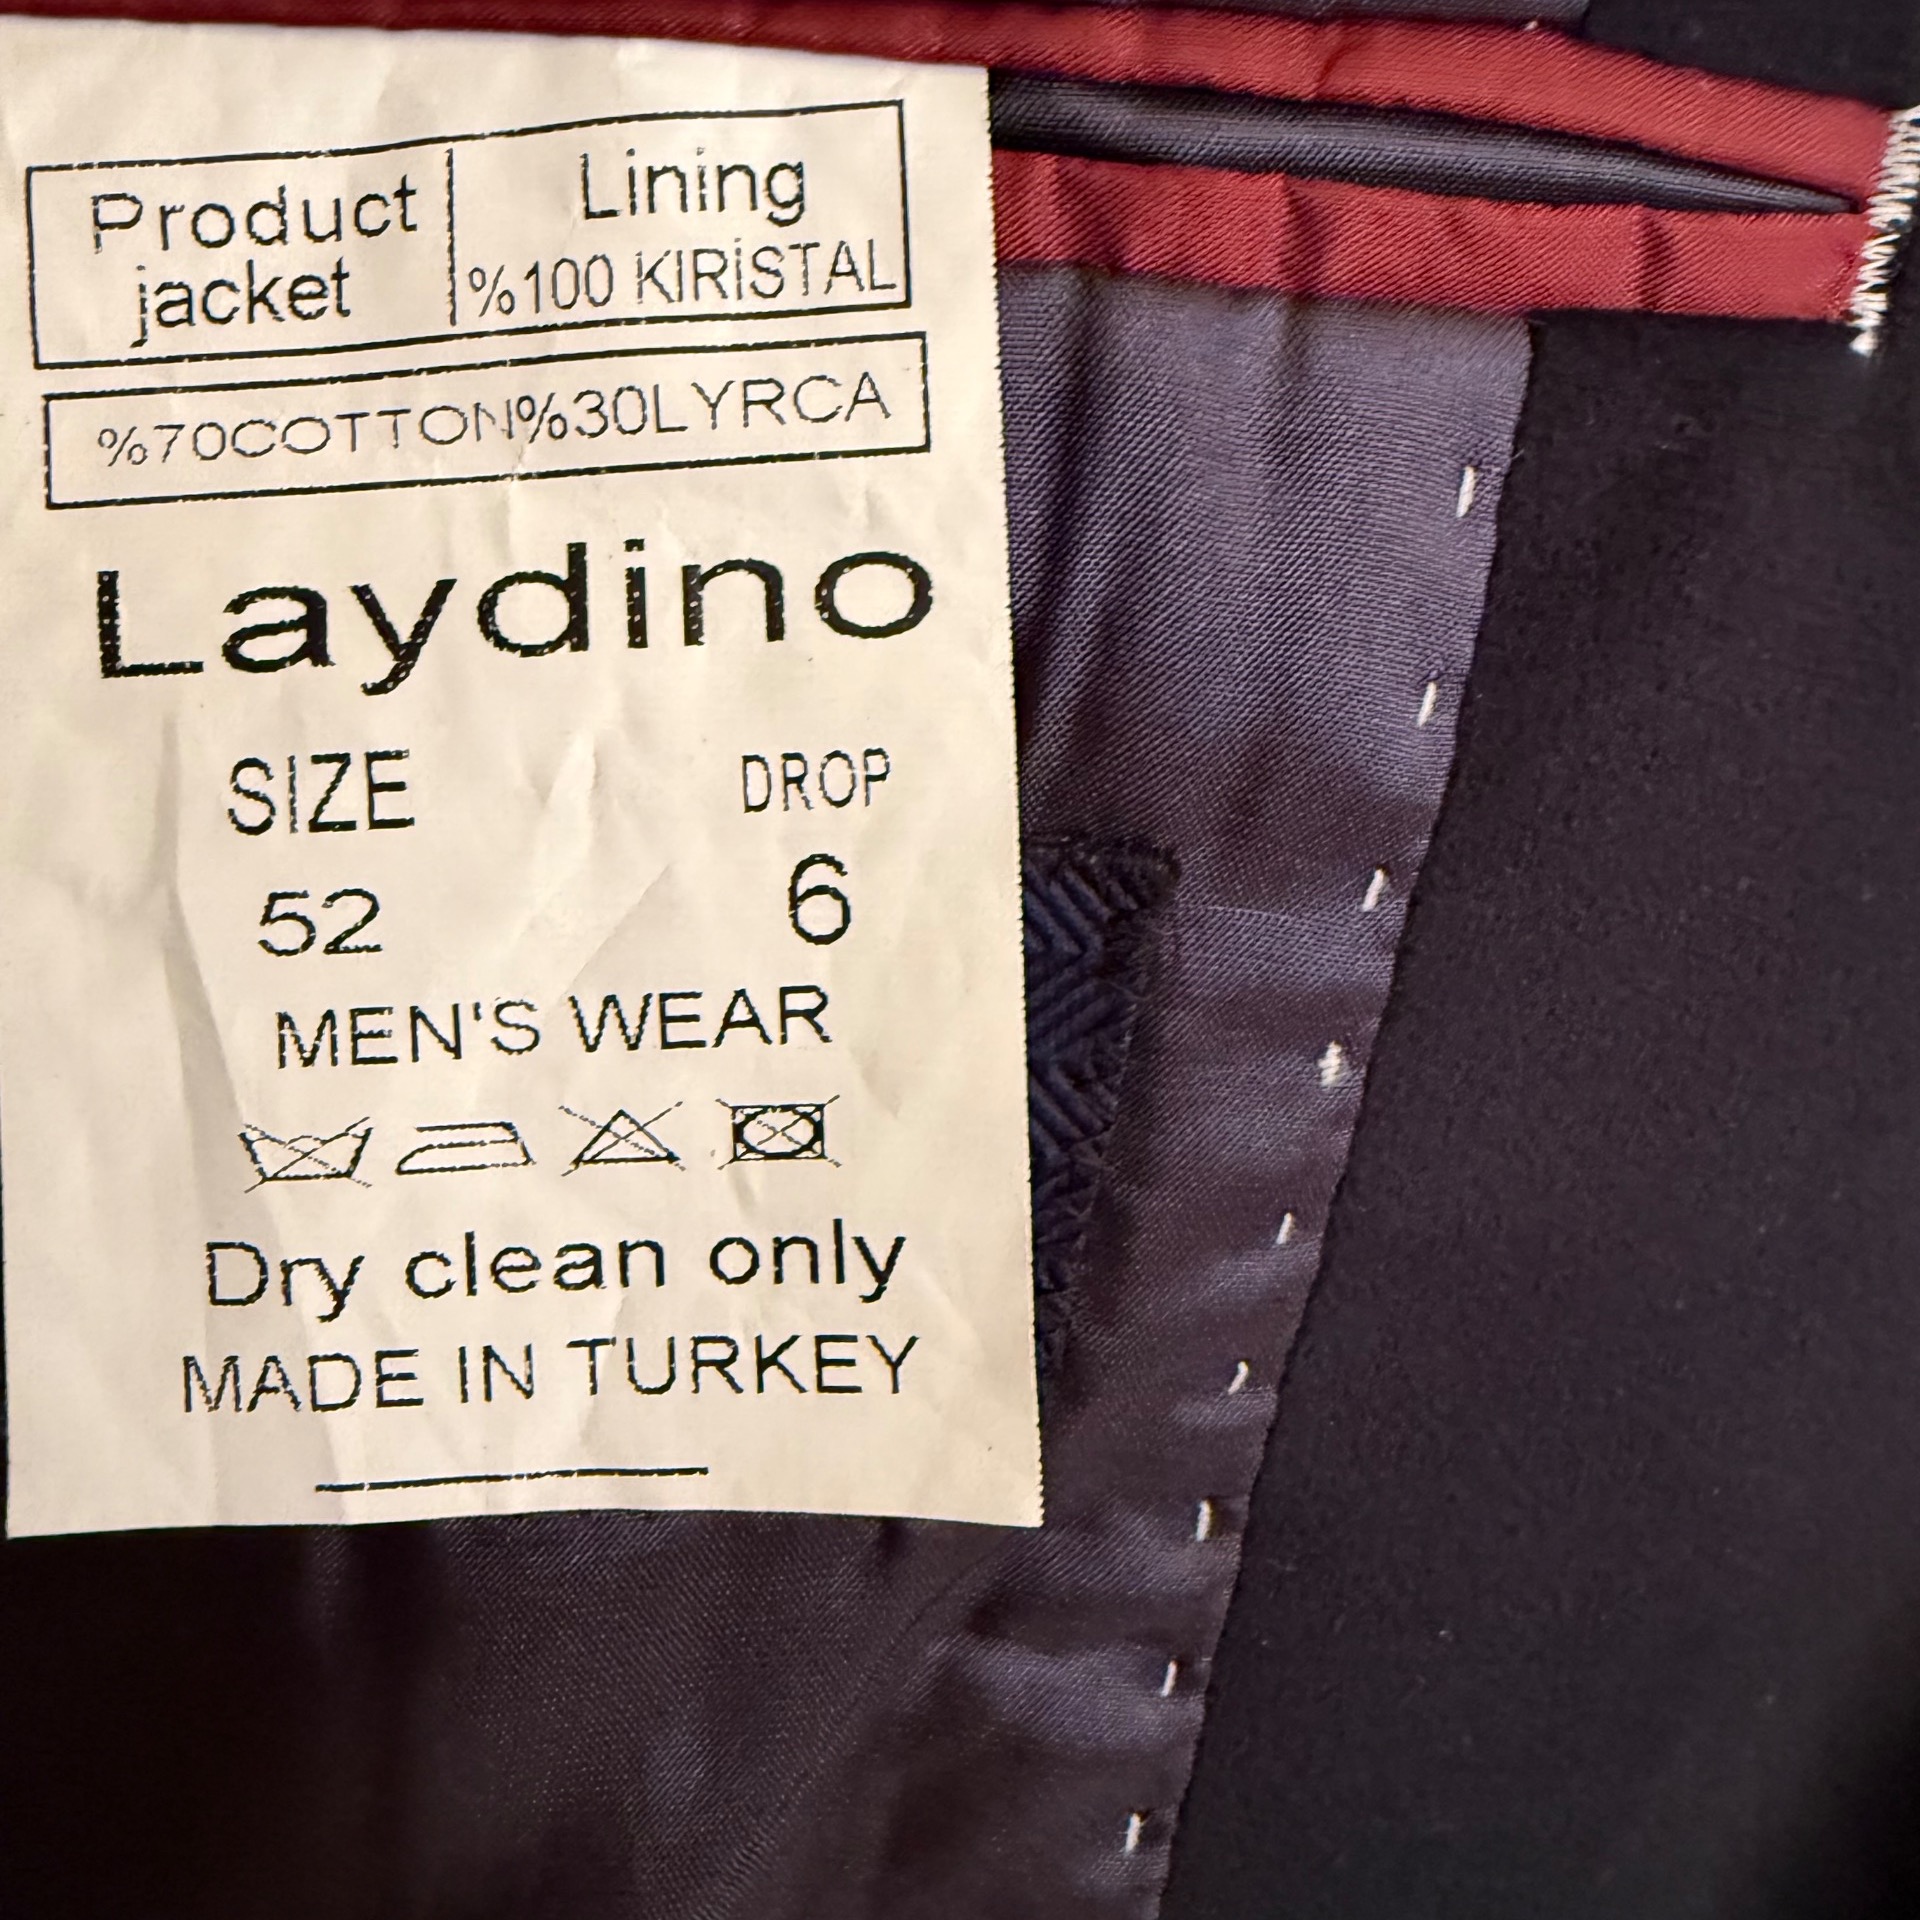 Product
jacket
Lining
%100 KIRİSTAL
%70COTTON%30LYRCA
Laydino
SIZE DROP
52 6
MEN'S WEAR
Dry clean only
MADE IN TURKEY